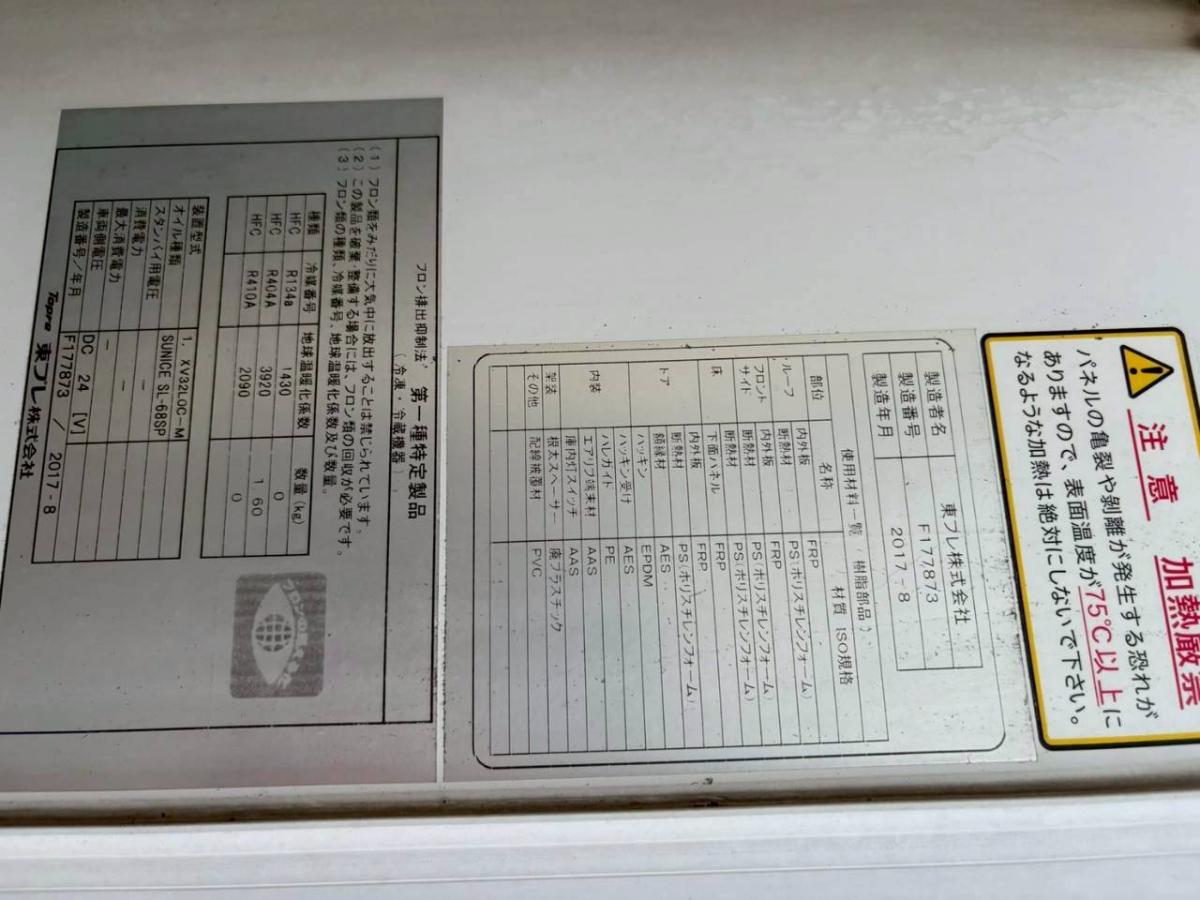 注意 加熱厳禁
パネルの亀裂や剥離が発生する恐れが
ありますので、表面温度が75℃以上に
なるような加熱は絶対にしないで下さい。
製造者名 東プレ株式会社
製造番号 F177873
製造年月 2017-8
使用材料一覧(樹脂部品)
部位 名称 材質 ISO規格
ルーフ 内外板 FRP
断熱材 PS(ポリスチレンフォーム)
フロント 内外板 FRP
サイド 断熱材 PS(ポリスチレンフォーム)
断熱材 PS(ポリスチレンフォーム)
床 下面パネル FRP
内外板 FRP
ドア 断熱材 PS(ポリスチレンフォーム)
額縁材 AES
パッキン EPDM
パッキン受け AES
ハレガイド PE
内装 エアリブ端末材 AAS
庫内灯スイッチ AAS
架装 根太スペーサー 廃プラスチック
その他 配線被覆材 PVC
フロン排出抑制法 第一種特定製品
(冷凍・冷蔵機器)
(1) フロン類をみだりに大気中に放出することは禁じられています。
(2) この製品を破棄・整備する場合には、フロン類の回収が必要です。
(3) フロン類の種類、冷媒番号、地球温暖化係数及び数量。
種類 冷媒番号 地球温暖化係数 数量(kg)
HFC R134a 1430 0
HFC R404A 3920 1.60
HFC R410A 2090 0
装置型式 1. XV32LOC-M
オイル種類 SUNICE SL-68SP
スタンバイ用電圧 —
消費電力 —
最大消費電力 —
車両側電圧 DC 24 [V]
製造番号/年月 F177873 / 2017-8
Topre 東プレ株式会社